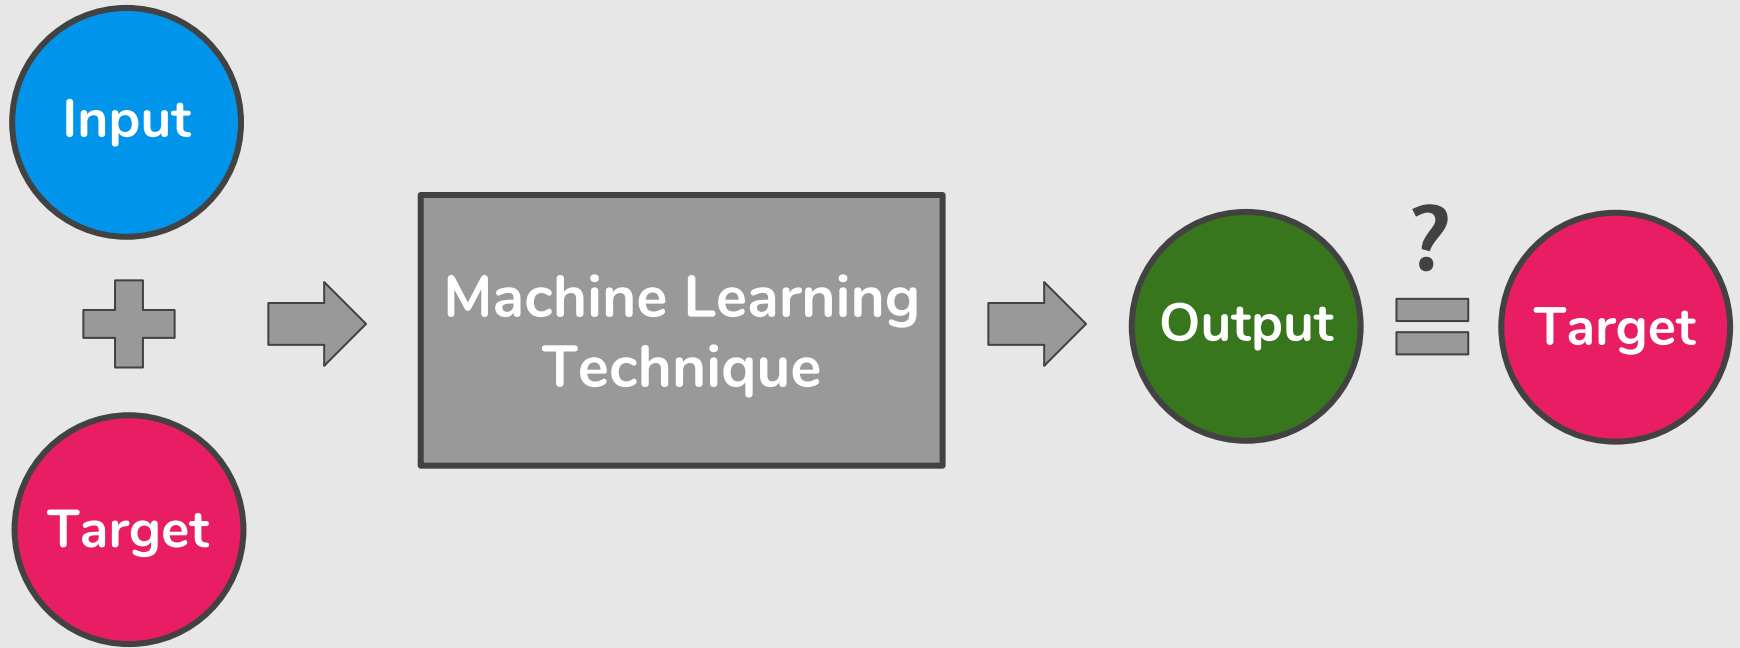 Input
Target
Machine Learning
Technique
Output
?
Target